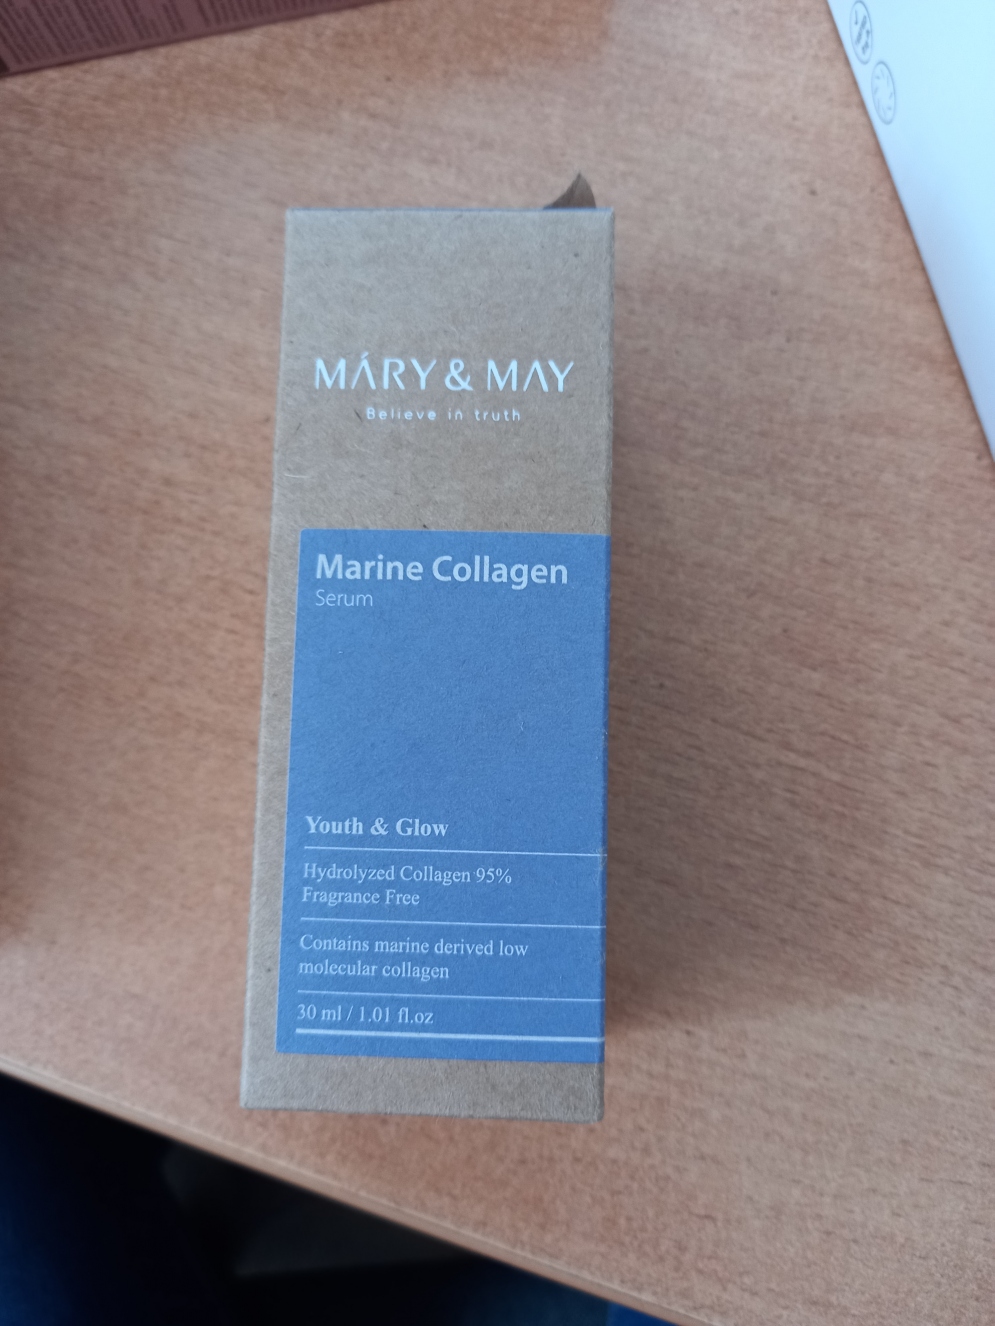 MÁRY & MAY
Believe in truth
Marine Collagen
Serum
Youth & Glow
Hydrolyzed Collagen 95%
Fragrance Free
Contains marine derived low
molecular collagen
30 ml / 1.01 fl.oz